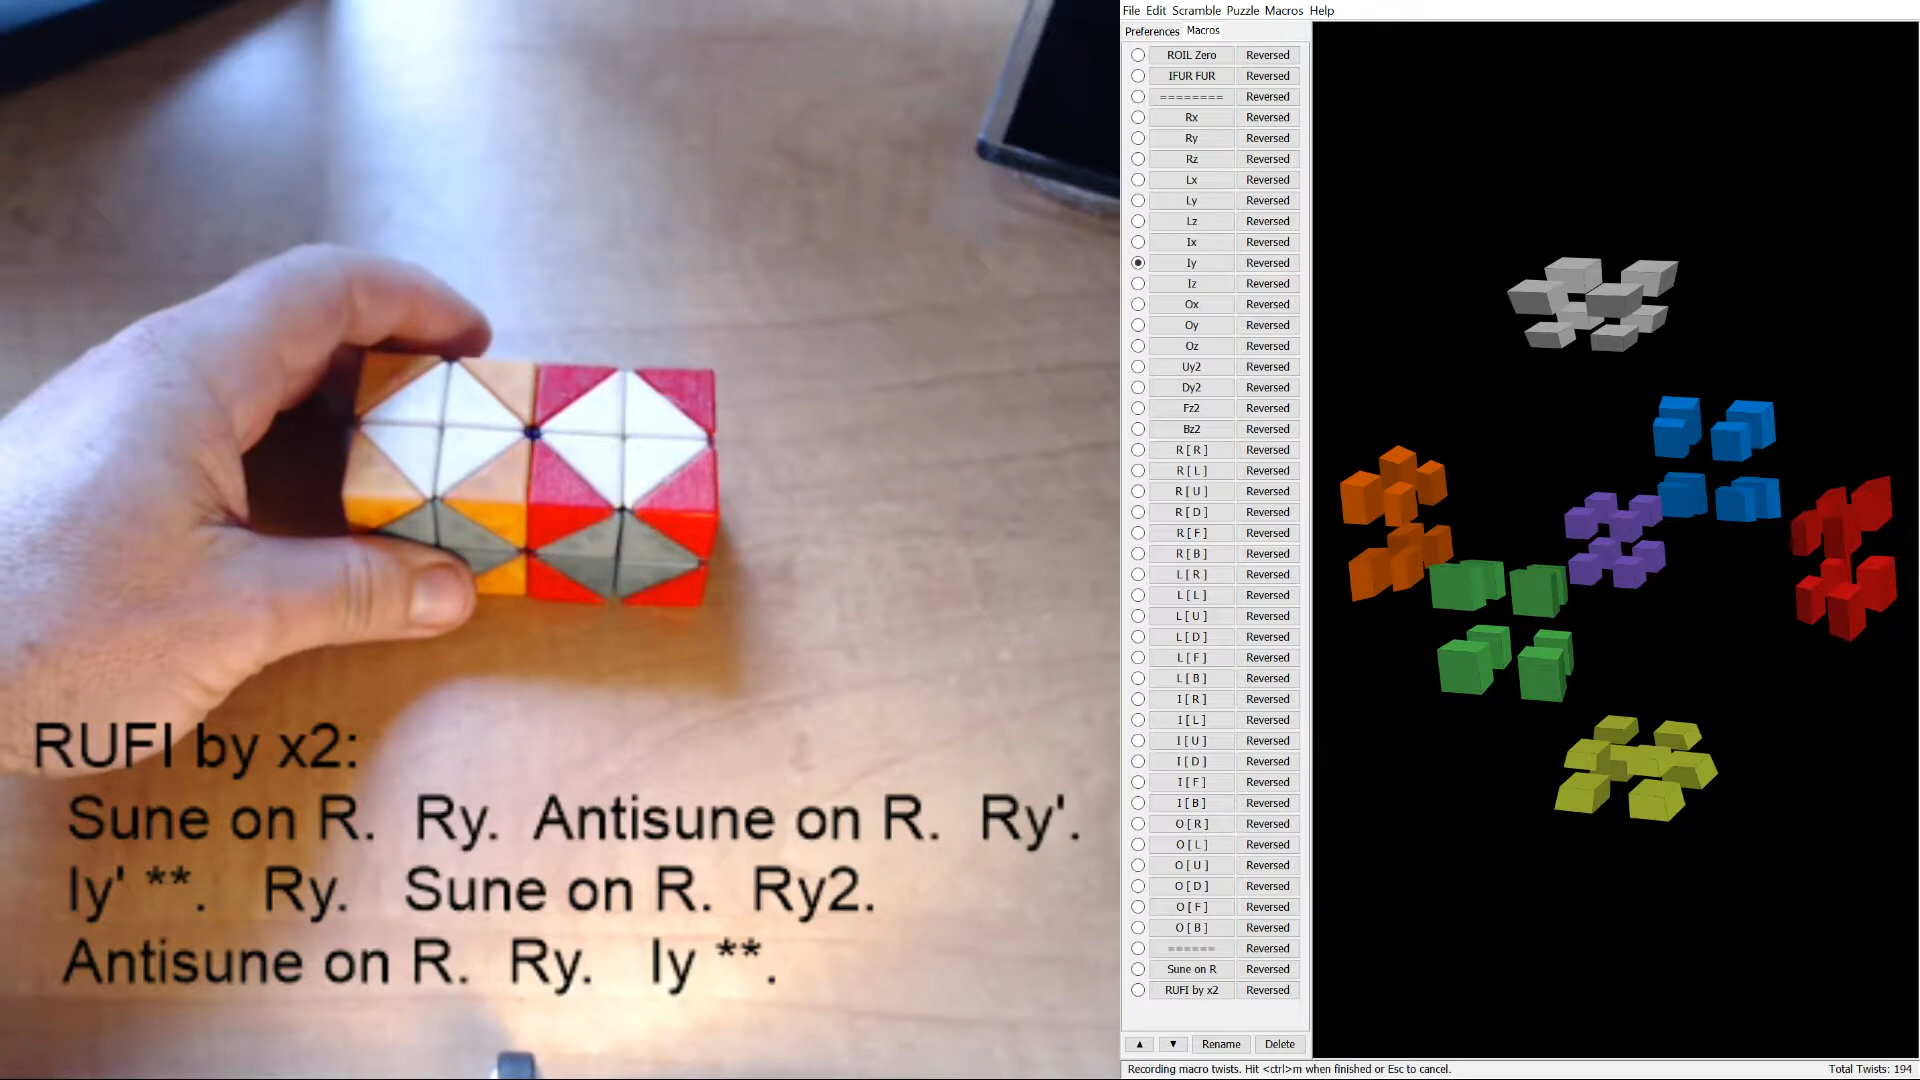 File Edit Scramble Puzzle Macros Help
Preferences Macros
ROIL Zero Reversed
IFUR FUR Reversed
======== Reversed
Rx Reversed
Ry Reversed
Rz Reversed
Lx Reversed
Ly Reversed
Lz Reversed
Ix Reversed
Iy Reversed
Iz Reversed
Ox Reversed
Oy Reversed
Oz Reversed
Uy2 Reversed
Dy2 Reversed
Fz2 Reversed
Bz2 Reversed
R [ R ] Reversed
R [ L ] Reversed
R [ U ] Reversed
R [ D ] Reversed
R [ F ] Reversed
R [ B ] Reversed
L [ R ] Reversed
L [ L ] Reversed
L [ U ] Reversed
L [ D ] Reversed
L [ F ] Reversed
L [ B ] Reversed
I [ R ] Reversed
I [ L ] Reversed
I [ U ] Reversed
I [ D ] Reversed
I [ F ] Reversed
I [ B ] Reversed
O [ R ] Reversed
O [ L ] Reversed
O [ U ] Reversed
O [ D ] Reversed
O [ F ] Reversed
O [ B ] Reversed
====== Reversed
Sune on R Reversed
RUFI by x2 Reversed
▲ ▼ Rename Delete
Recording macro twists. Hit <ctrl>m when finished or Esc to cancel. Total Twists: 194
RUFI by x2:
Sune on R. Ry. Antisune on R. Ry'.
Iy' **. Ry. Sune on R. Ry2.
Antisune on R. Ry. Iy **.